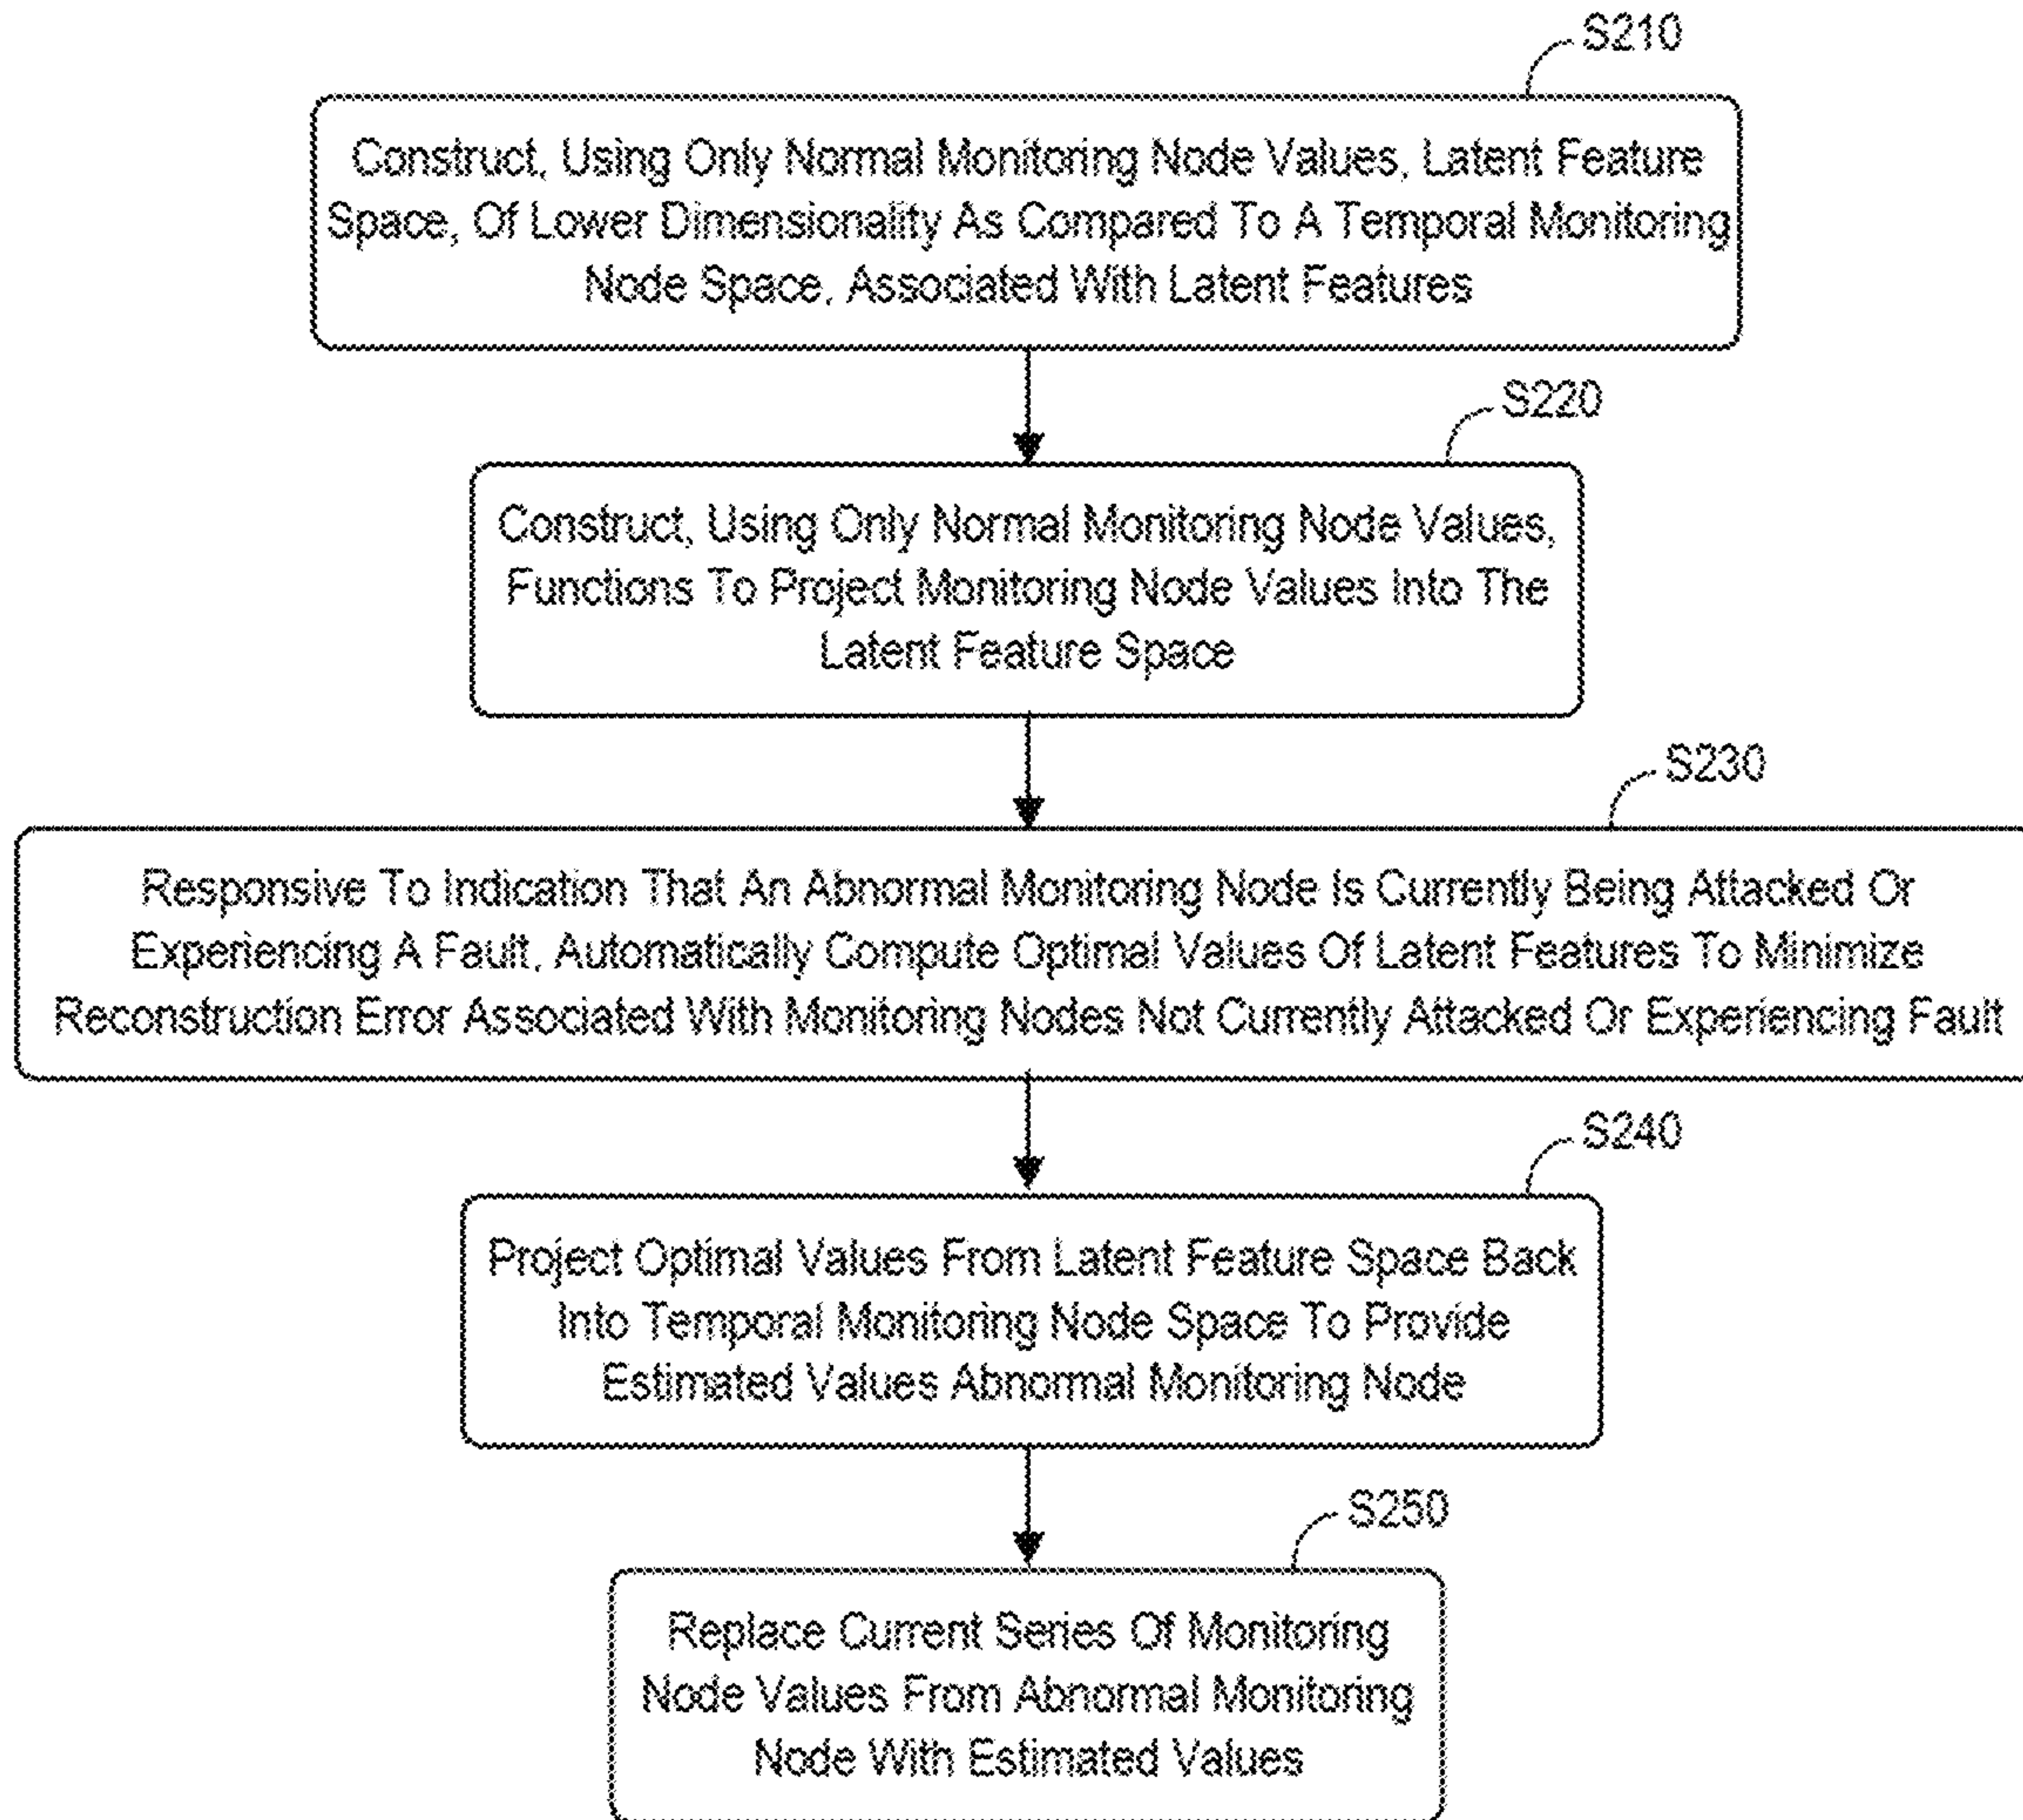 S210
Construct, Using Only Normal Monitoring Node Values, Latent Feature
Space, Of Lower Dimensionality As Compared To A Temporal Monitoring
Node Space, Associated With Latent Features
S220
Construct, Using Only Normal Monitoring Node Values,
Functions To Project Monitoring Node Values Into The
Latent Feature Space
S230
Responsive To Indication That An Abnormal Monitoring Node Is Currently Being Attacked Or
Experiencing A Fault, Automatically Compute Optimal Values Of Latent Features To Minimize
Reconstruction Error Associated With Monitoring Nodes Not Currently Attacked Or Experiencing Fault
S240
Project Optimal Values From Latent Feature Space Back
Into Temporal Monitoring Node Space To Provide
Estimated Values Abnormal Monitoring Node
S250
Replace Current Series Of Monitoring
Node Values From Abnormal Monitoring
Node With Estimated Values